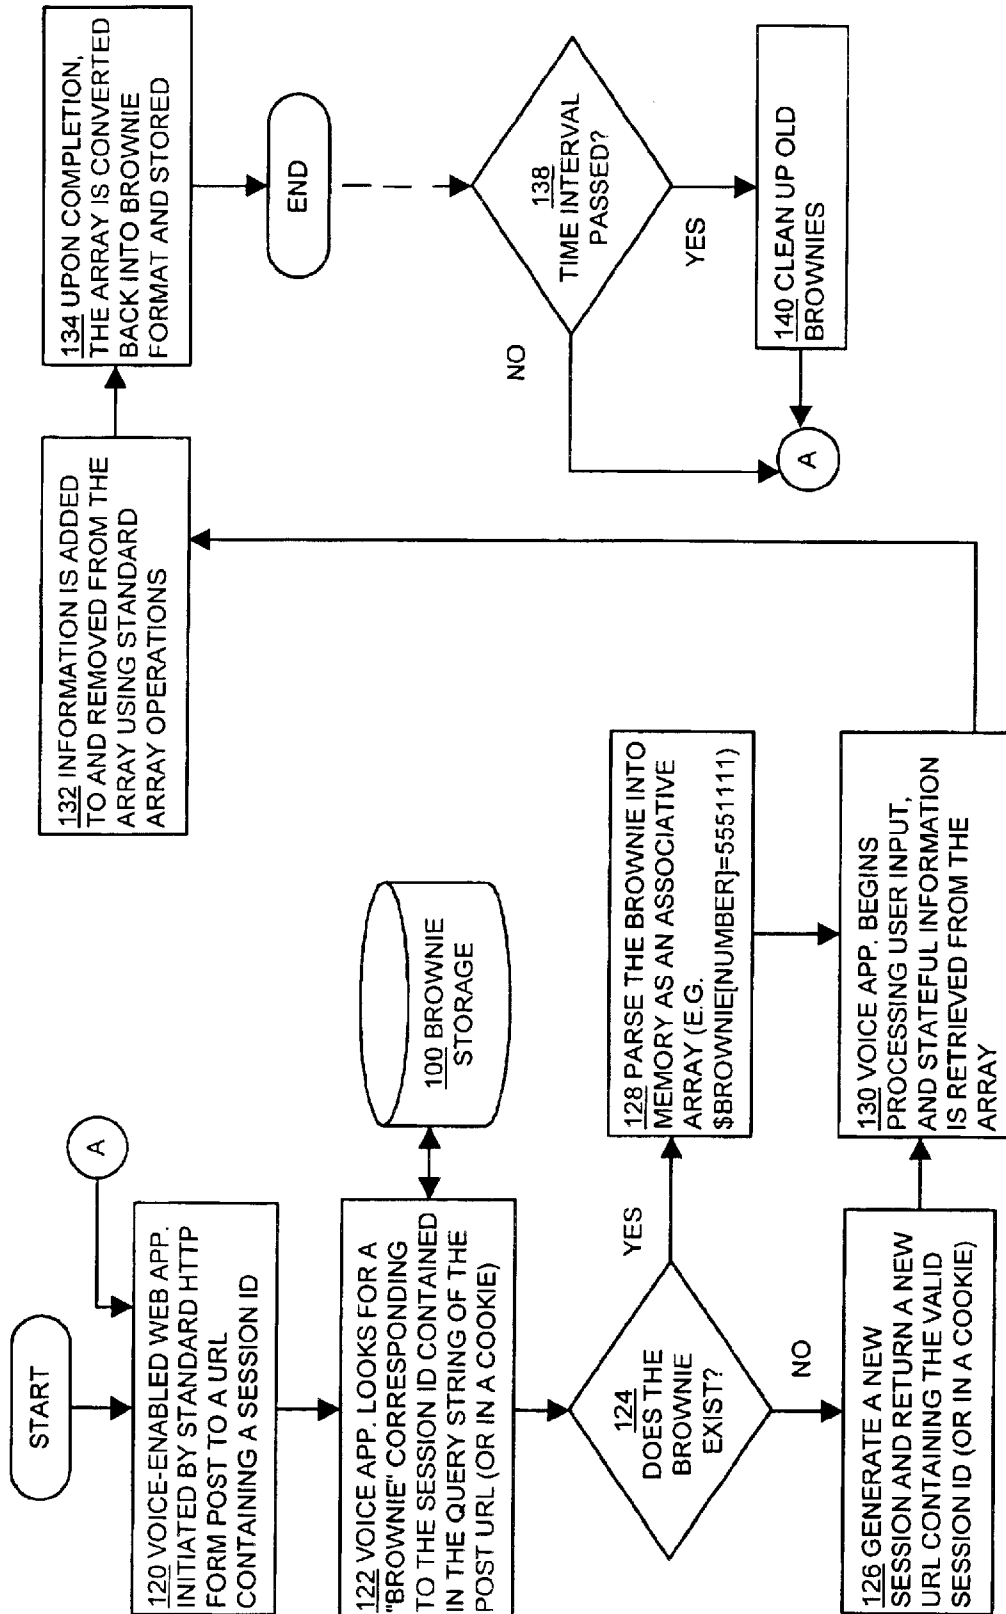 START
A
120 VOICE-ENABLED WEB APP.
INITIATED BY STANDARD HTTP
FORM POST TO A URL
CONTAINING A SESSION ID
122 VOICE APP. LOOKS FOR A
"BROWNIE" CORRESPONDING
TO THE SESSION ID CONTAINED
IN THE QUERY STRING OF THE
POST URL (OR IN A COOKIE)
100 BROWNIE
STORAGE
124
DOES THE
BROWNIE
EXIST?
YES
NO
126 GENERATE A NEW
SESSION AND RETURN A NEW
URL CONTAINING THE VALID
SESSION ID (OR IN A COOKIE)
128 PARSE THE BROWNIE INTO
MEMORY AS AN ASSOCIATIVE
ARRAY (E.G.
$BROWNIE[NUMBER]=5551111)
130 VOICE APP. BEGINS
PROCESSING USER INPUT,
AND STATEFUL INFORMATION
IS RETRIEVED FROM THE
ARRAY
132 INFORMATION IS ADDED
TO AND REMOVED FROM THE
ARRAY USING STANDARD
ARRAY OPERATIONS
134 UPON COMPLETION,
THE ARRAY IS CONVERTED
BACK INTO BROWNIE
FORMAT AND STORED
END
138
TIME INTERVAL
PASSED?
NO
YES
140 CLEAN UP OLD
BROWNIES
A